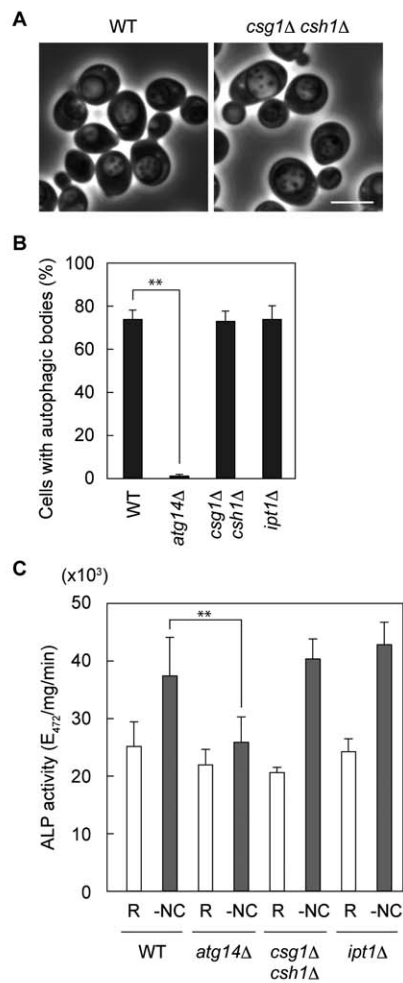 A
WT
csg1Δ csh1Δ
B
Cells with autophagic bodies (%)
100
80
60
40
20
0
**
WT
atg14Δ
csg1Δ
csh1Δ
ipt1Δ
C
(x10³)
ALP activity (E₄₇₂/mg/min)
50
40
30
20
10
0
**
R -NC R -NC R -NC R -NC
WT atg14Δ csg1Δ ipt1Δ
csh1Δ